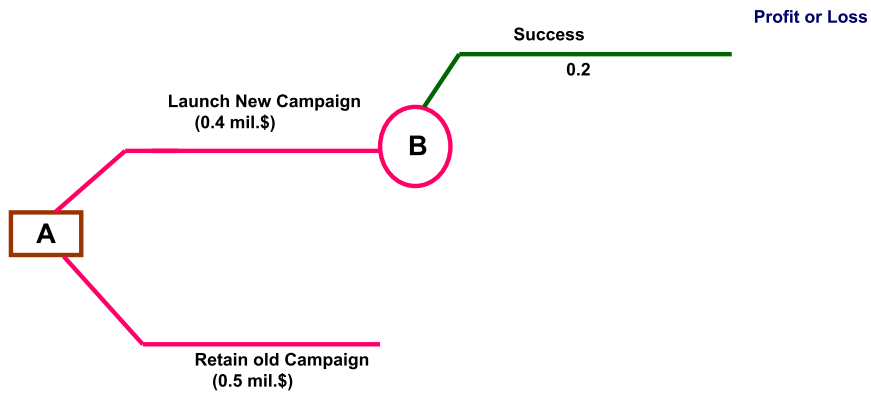 Profit or Loss
Success
0.2
Launch New Campaign
(0.4 mil.$)
B
A
Retain old Campaign
(0.5 mil.$)